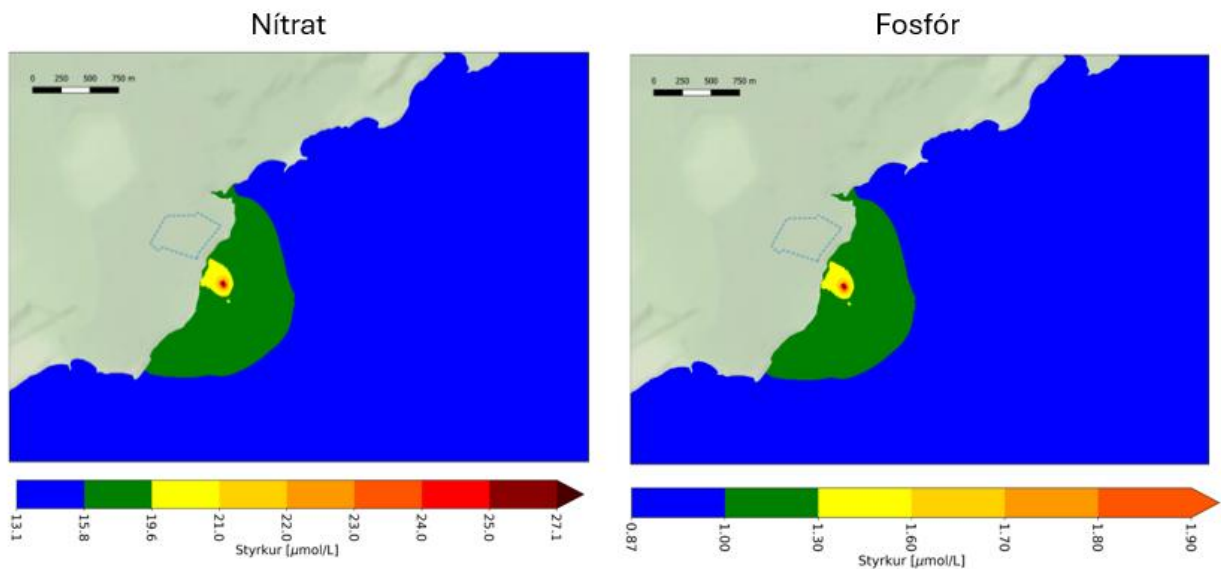 Nítrat
Fosfór
0 250 500 750 m
0 250 500 750 m
13.1 15.8 19.6 21.0 22.0 23.0 24.0 25.0 27.1
Styrkur [µmol/L]
0.87 1.00 1.30 1.60 1.70 1.80 1.90
Styrkur [µmol/L]